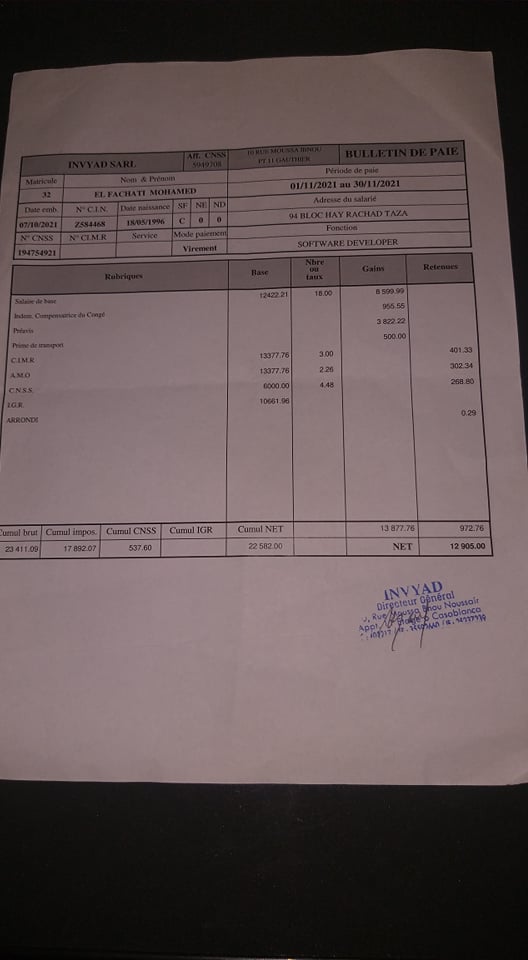 INVYAD SARL
Aff. CNSS
5949708
10 RUE MOUSSA IBNOU
PT 11 GAUTHIER
BULLETIN DE PAIE
Matricule
Nom & Prénom
Période de paie
32
EL FACHATI MOHAMED
01/11/2021 au 30/11/2021
Date emb.
N° C.I.N.
Date naissance
SF
NE
ND
Adresse du salarié
07/10/2021
Z584468
18/05/1996
C
0
0
94 BLOC HAY RACHAD TAZA
N° CNSS
N° CI.M.R
Service
Mode paiement
Fonction
194754921
Virement
SOFTWARE DEVELOPER
Rubriques
Base
Nbre ou taux
Gains
Retenues
Salaire de base
12422.21
18.00
8 599.99
Indem. Compensatrice du Congé
955.55
Préavis
3 822.22
Prime de transport
500.00
C.I.M.R
13377.76
3.00
401.33
A.M.O
13377.76
2.26
302.34
C.N.S.S.
6000.00
4.48
268.80
I.G.R.
10661.96
ARRONDI
0.29
Cumul brut
Cumul impos.
Cumul CNSS
Cumul IGR
Cumul NET
13 877.76
972.76
23 411.09
17 892.07
537.60
22 582.00
NET
12 905.00
INVYAD
Directeur Général
Rue Moussa Bnou Noussair
Casablanca